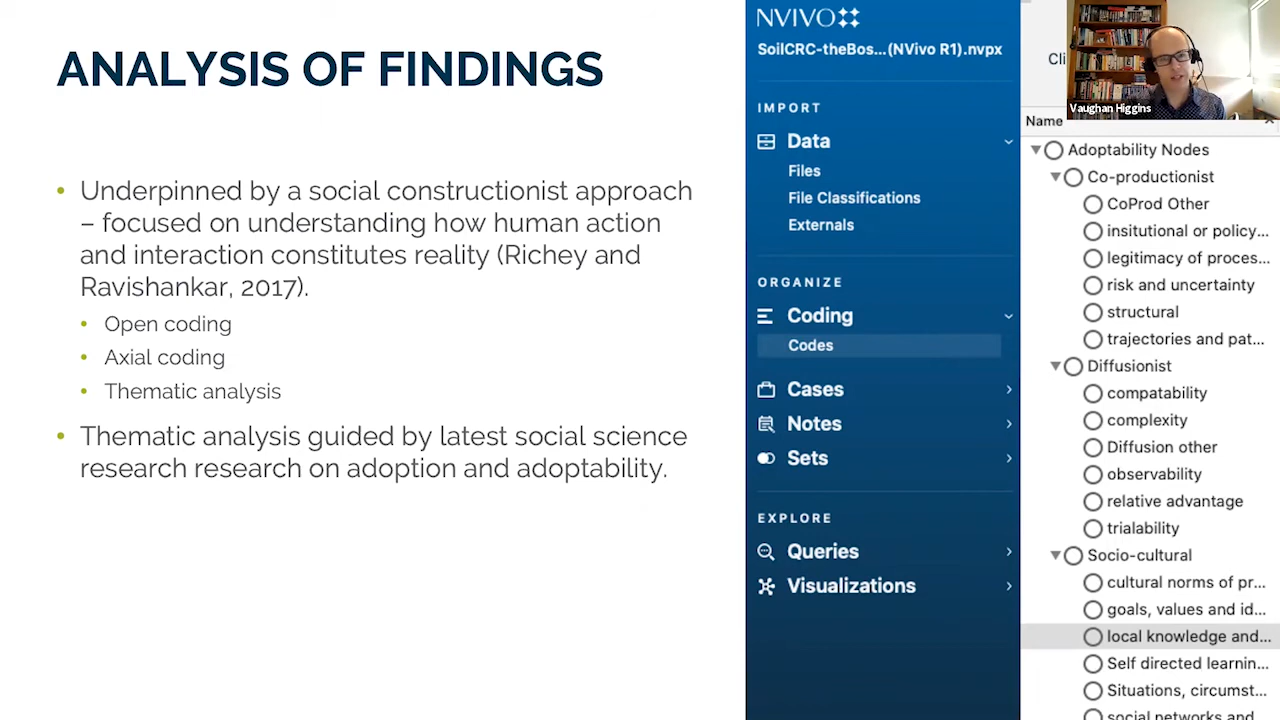 ANALYSIS OF FINDINGS
• Underpinned by a social constructionist approach
– focused on understanding how human action
and interaction constitutes reality (Richey and
Ravishankar, 2017).
• Open coding
• Axial coding
• Thematic analysis
• Thematic analysis guided by latest social science
research research on adoption and adoptability.
NVIVO
SoilCRC-theBos...(NVivo R1).nvpx
IMPORT
Data
Files
File Classifications
Externals
ORGANIZE
Coding
Codes
Cases
Notes
Sets
EXPLORE
Queries
Visualizations
Cli
Vaughan Higgins
Name
Adoptability Nodes
Co-productionist
CoProd Other
insitutional or policy...
legitimacy of proces...
risk and uncertainty
structural
trajectories and pat...
Diffusionist
compatability
complexity
Diffusion other
observability
relative advantage
trialability
Socio-cultural
cultural norms of pr...
goals, values and id...
local knowledge and...
Self directed learnin...
Situations, circumst...
social networks and